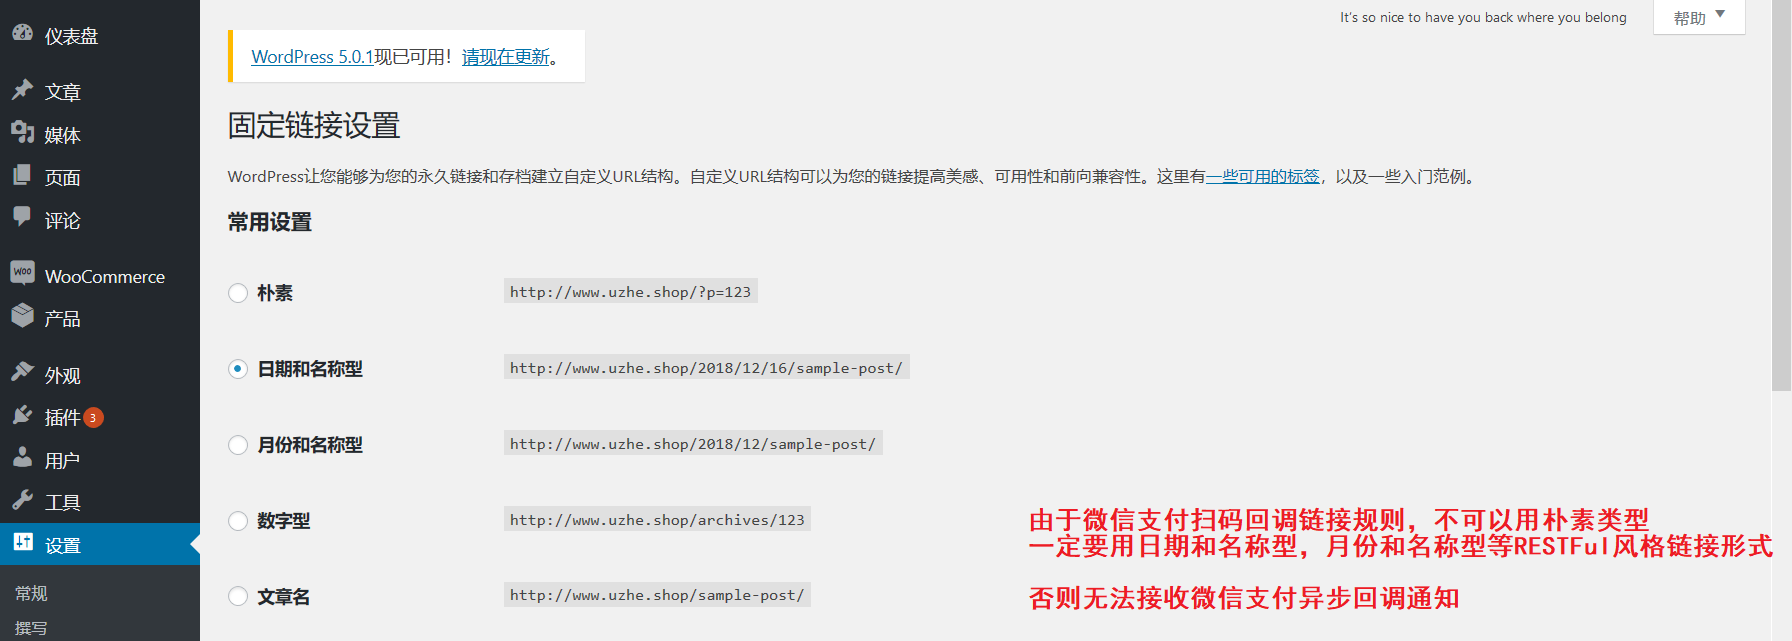 It's so nice to have you back where you belong
帮助
仪表盘
文章
媒体
页面
评论
WooCommerce
产品
外观
插件 3
用户
工具
设置
常规
撰写
WordPress 5.0.1现已可用！请现在更新。
固定链接设置
WordPress让您能够为您的永久链接和存档建立自定义URL结构。自定义URL结构可以为您的链接提高美感、可用性和前向兼容性。这里有一些可用的标签，以及一些入门范例。
常用设置
朴素 http://www.uzhe.shop/?p=123
日期和名称型 http://www.uzhe.shop/2018/12/16/sample-post/
月份和名称型 http://www.uzhe.shop/2018/12/sample-post/
数字型 http://www.uzhe.shop/archives/123
文章名 http://www.uzhe.shop/sample-post/
由于微信支付扫码回调链接规则，不可以用朴素类型
一定要用日期和名称型，月份和名称型等RESTFul风格链接形式
否则无法接收微信支付异步回调通知